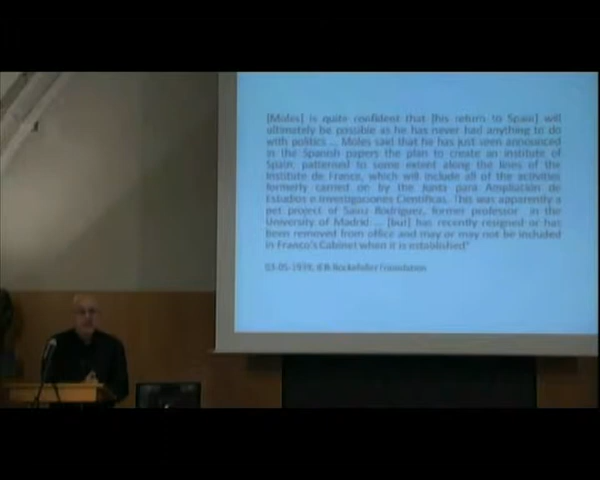 [Moles] is quite confident that [his return to Spain] will
ultimately be possible as he has never had anything to do
with politics ... Moles said that he has just seen announced
in the Spanish papers the plan to create an institute of
Spain, patterned to some extent along the lines of the
Institute de France, which will include all of the activities
formerly carried on by the Junta para Ampliación de
Estudios e Investigaciones Científicas. This was apparently a
pet project of Sainz Rodriguez, former professor in the
University of Madrid ... [but] has recently resigned or has
been removed from office and may or may not be included
in Franco's Cabinet when it is established"
Rockefeller Foundation